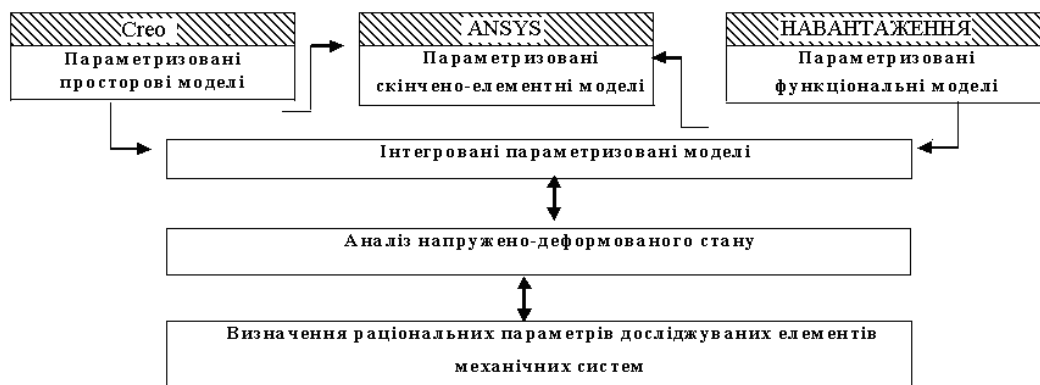 Creo
Параметризовані
просторові моделі
ANSYS
Параметризовані
скінчено-елементні моделі
НАВАНТАЖЕННЯ
Параметризовані
функціональні моделі
Інтегровані параметризовані моделі
Аналіз напружено-деформованого стану
Визначення раціональних параметрів досліджуваних елементів
механічних систем